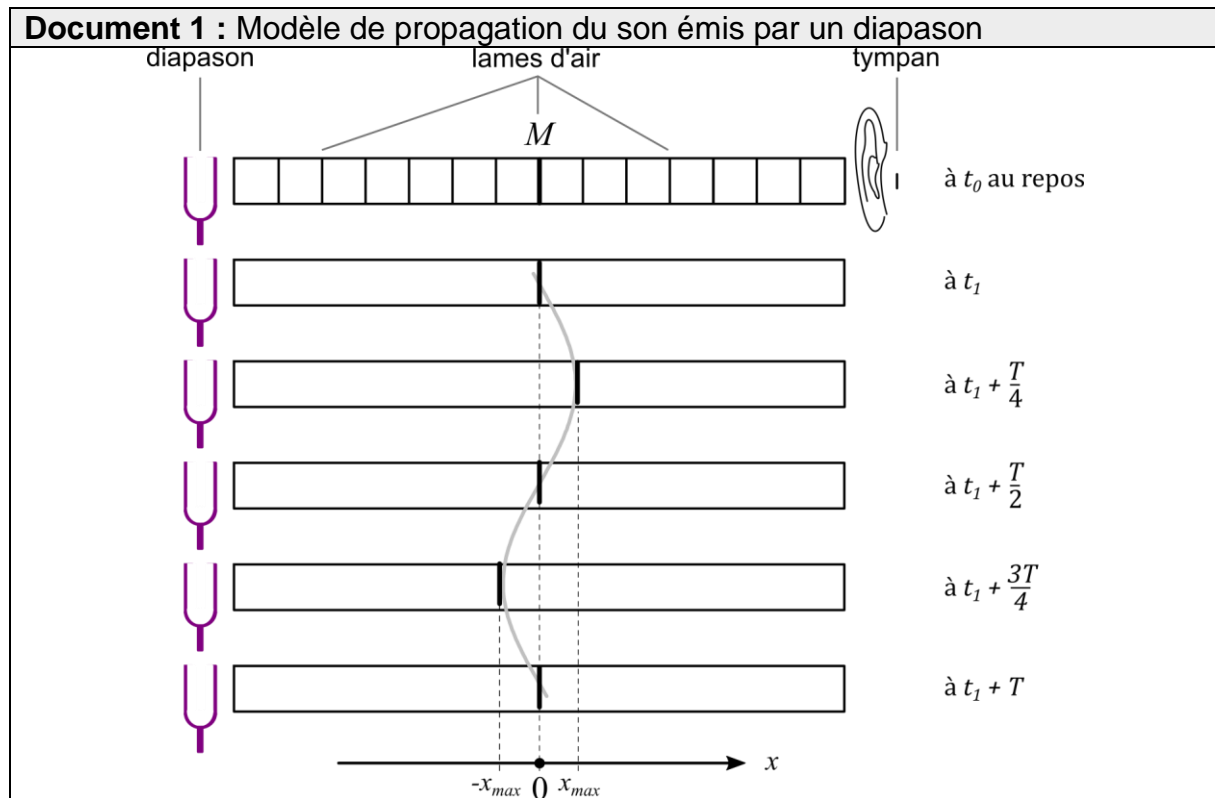 Document 1 : Modèle de propagation du son émis par un diapason
diapason lames d'air tympan
M
à t₀ au repos
à t₁
à t₁ + T/4
à t₁ + T/2
à t₁ + 3T/4
à t₁ + T
x
-xₘₐₓ 0 xₘₐₓ